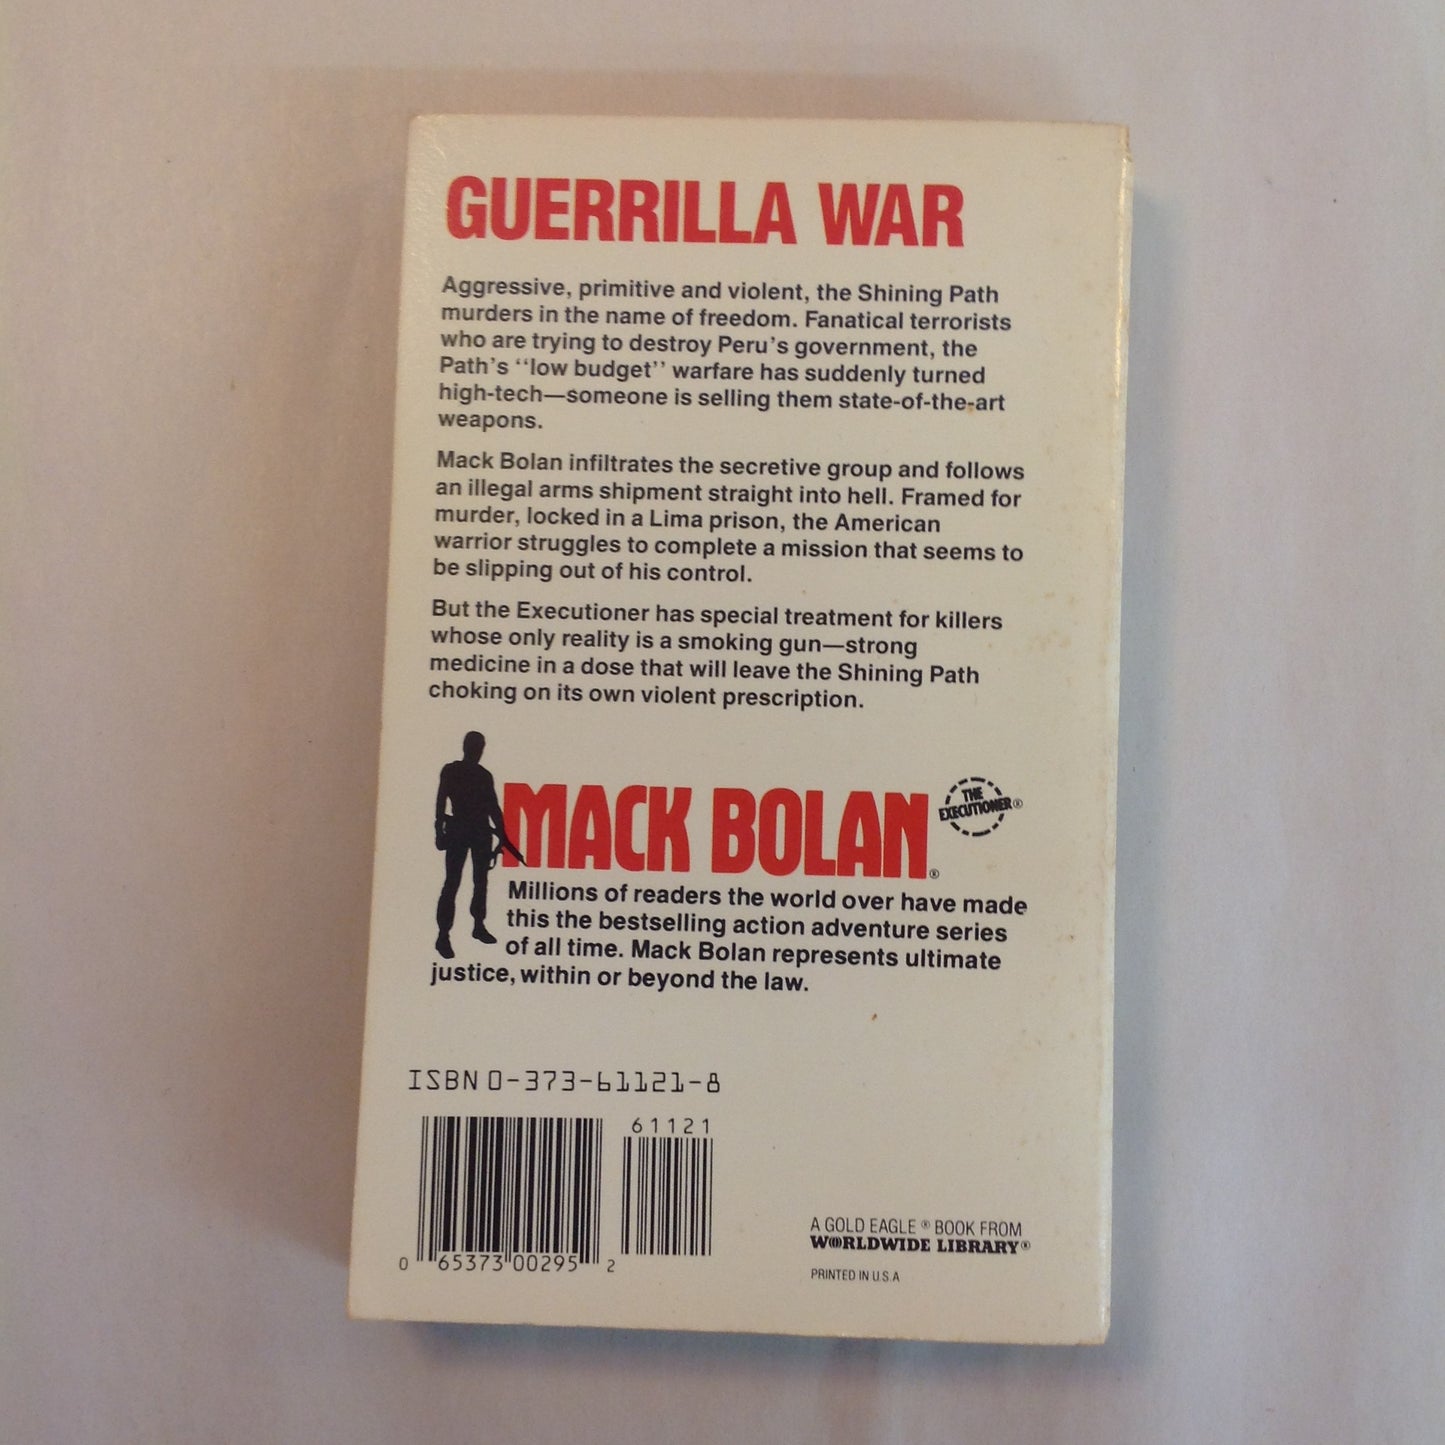 GUERRILLA WAR
Aggressive, primitive and violent, the Shining Path
murders in the name of freedom. Fanatical terrorists
who are trying to destroy Peru's government, the
Path's ''low budget'' warfare has suddenly turned
high-tech—someone is selling them state-of-the-art
weapons.
Mack Bolan infiltrates the secretive group and follows
an illegal arms shipment straight into hell. Framed for
murder, locked in a Lima prison, the American
warrior struggles to complete a mission that seems to
be slipping out of his control.
But the Executioner has special treatment for killers
whose only reality is a smoking gun—strong
medicine in a dose that will leave the Shining Path
choking on its own violent prescription.
MACK BOLAN®
THE
EXECUTIONER®
Millions of readers the world over have made
this the bestselling action adventure series
of all time. Mack Bolan represents ultimate
justice, within or beyond the law.
ISBN 0-373-61121-8
61121
0 65373 00295 2
A GOLD EAGLE® BOOK FROM
WORLDWIDE LIBRARY®
PRINTED IN U.S.A